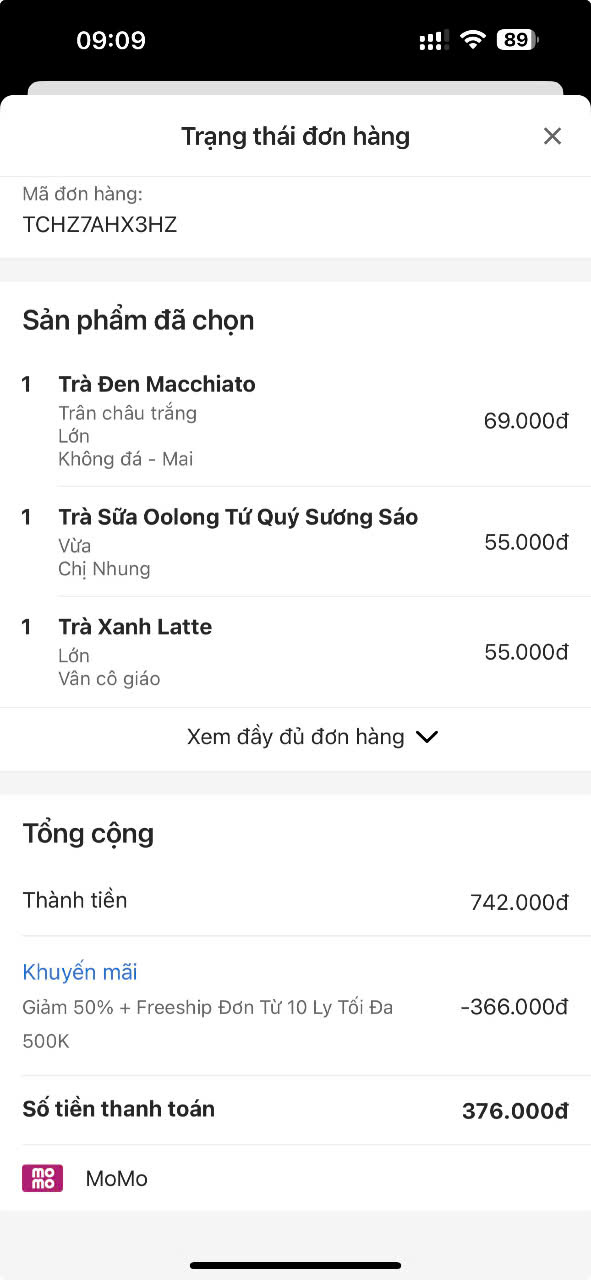 09:09
89
Trạng thái đơn hàng
Mã đơn hàng:
TCHZ7AHX3HZ
Sản phẩm đã chọn
1 Trà Đen Macchiato
Trân châu trắng
69.000đ
Lớn
Không đá - Mai
1 Trà Sữa Oolong Tứ Quý Sương Sáo
55.000đ
Vừa
Chị Nhung
1 Trà Xanh Latte
55.000đ
Lớn
Vân cô giáo
Xem đầy đủ đơn hàng
Tổng cộng
Thành tiền 742.000đ
Khuyến mãi
Giảm 50% + Freeship Đơn Từ 10 Ly Tối Đa -366.000đ
500K
Số tiền thanh toán 376.000đ
mo
mo
MoMo